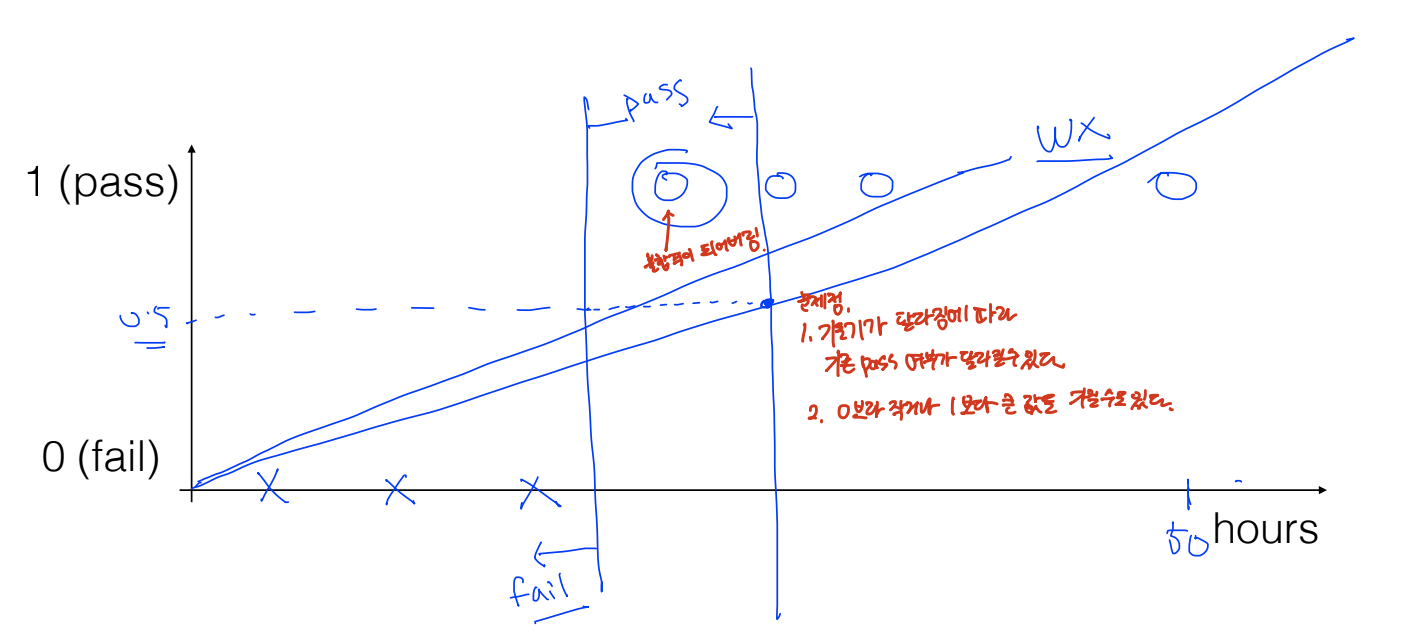 pass
WX
1 (pass)
불합격이 되어버림.
0.5
문제점.
1. 기울기가 달라짐에 따라
기존 pass 여부가 달라질수있다.
2. 0보다 작거나 1보다 큰 값을 가질수도있다.
0 (fail)
50
hours
fail